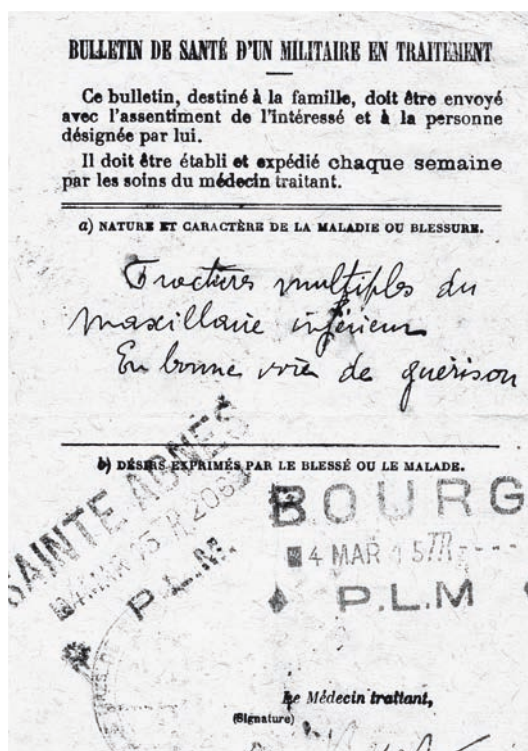 BULLETIN DE SANTÉ D'UN MILITAIRE EN TRAITEMENT
Ce bulletin, destiné à la famille, doit être envoyé
avec l'assentiment de l'intéressé et à la personne
désignée par lui.
Il doit être établi et expédié chaque semaine
par les soins du médecin traitant.
a) NATURE ET CARACTÈRE DE LA MALADIE OU BLESSURE.
Fractures multiples du
maxillaire inférieur
En bonne voie de guérison
b) DÉSIRS EXPRIMÉS PAR LE BLESSÉ OU LE MALADE.
SAINTE AGNÈS
MAR
P.L.M.
BOURG
4 MAR 15
P.L.M
Le Médecin traitant,
(Signature)